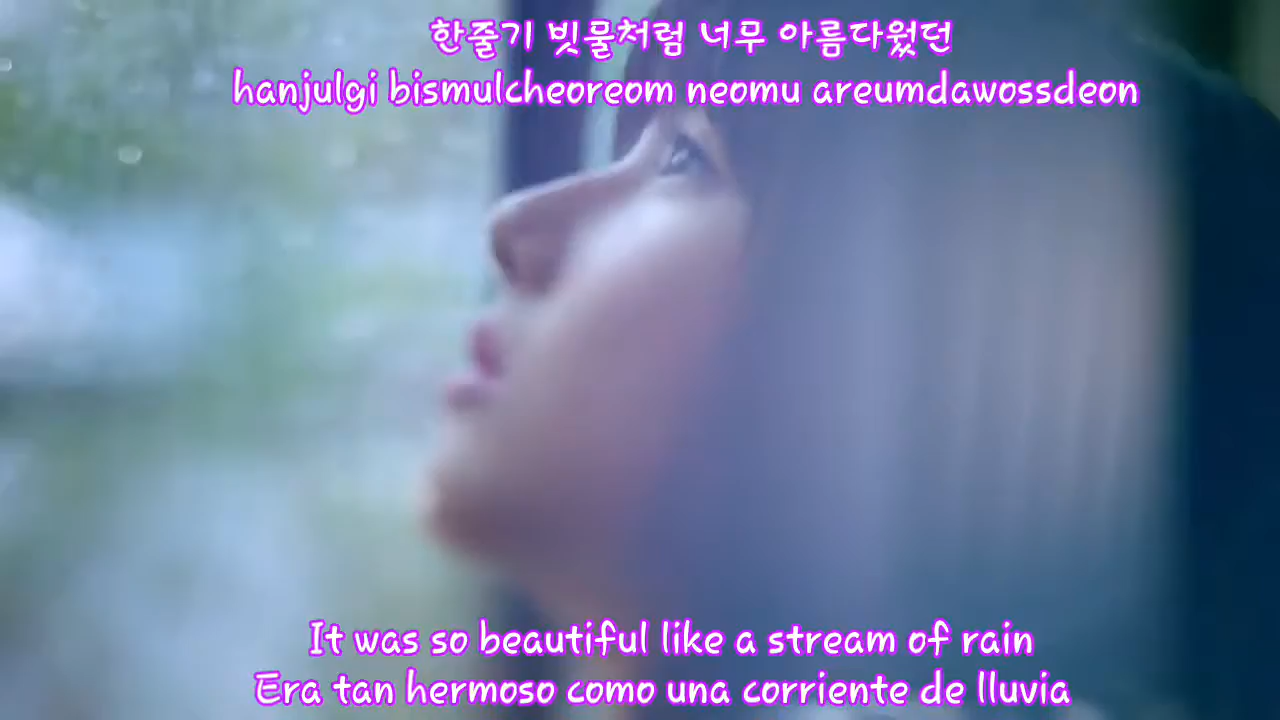 한줄기 빗물처럼 너무 아름다웠던
hanjulgi bismulcheoreom neomu areumdawossdeon
It was so beautiful like a stream of rain
Era tan hermoso como una corriente de lluvia